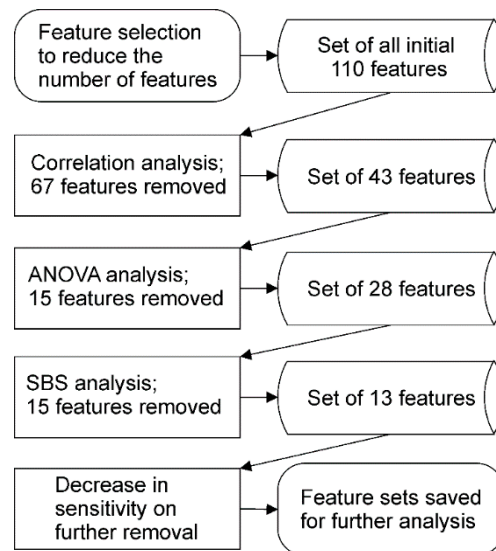 Feature selection
to reduce the
number of features
Set of all initial
110 features
Correlation analysis;
67 features removed
Set of 43 features
ANOVA analysis;
15 features removed
Set of 28 features
SBS analysis;
15 features removed
Set of 13 features
Decrease in
sensitivity on
further removal
Feature sets saved
for further analysis